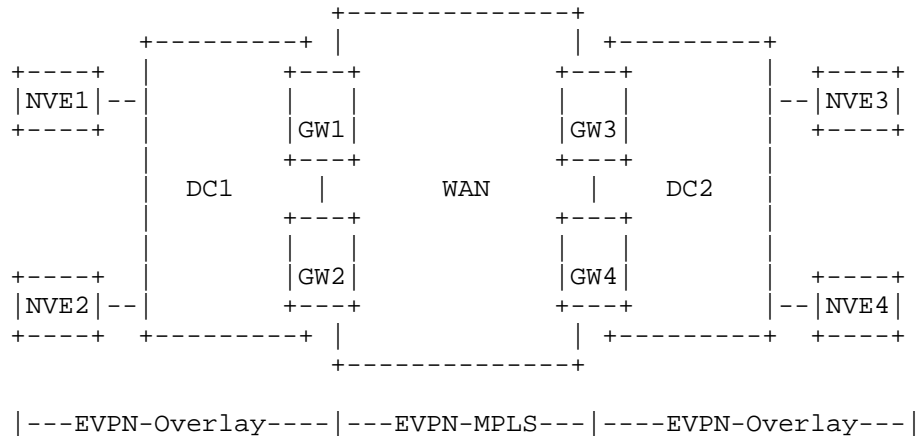 NVE1 GW1 GW3 NVE3
DC1 WAN DC2
NVE2 GW2 GW4 NVE4
|---EVPN-Overlay----|---EVPN-MPLS---|----EVPN-Overlay---|